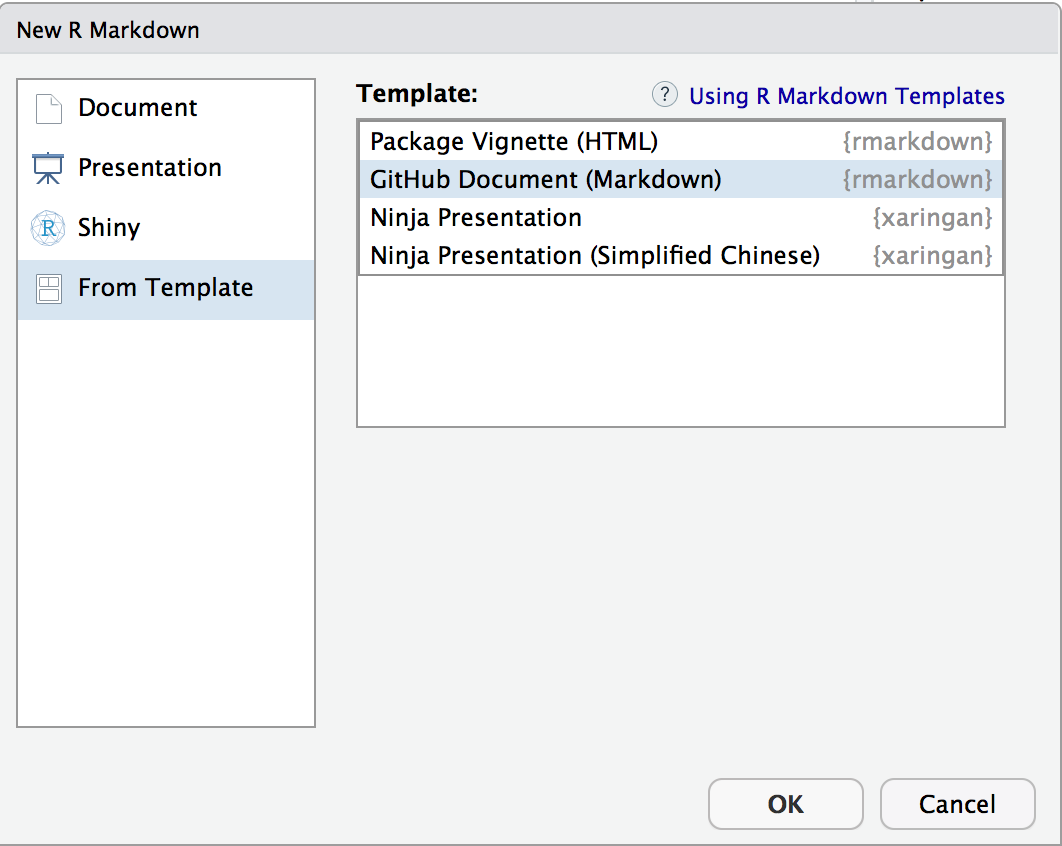 New R Markdown
Document
Presentation
R Shiny
From Template
Template: ? Using R Markdown Templates
Package Vignette (HTML) {rmarkdown}
GitHub Document (Markdown) {rmarkdown}
Ninja Presentation {xaringan}
Ninja Presentation (Simplified Chinese) {xaringan}
OK Cancel